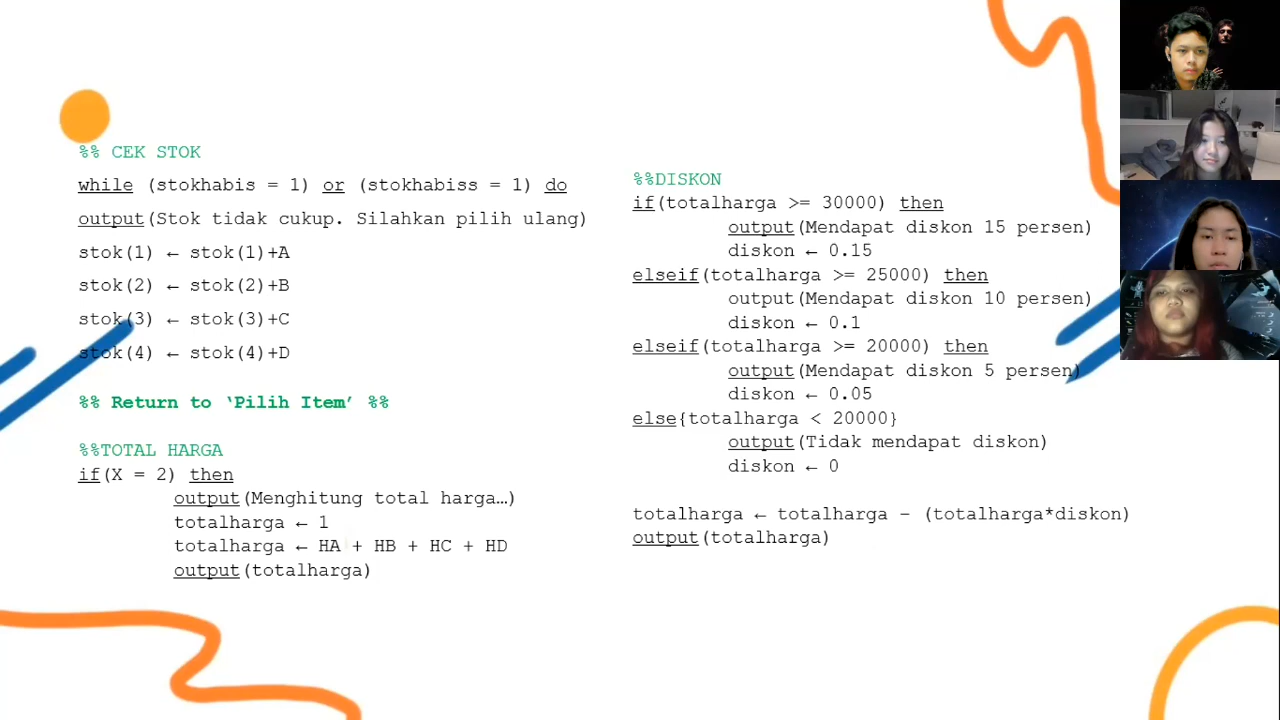 %% CEK STOK
while (stokhabis = 1) or (stokhabiss = 1) do
output(Stok tidak cukup. Silahkan pilih ulang)
stok(1) ← stok(1)+A
stok(2) ← stok(2)+B
stok(3) ← stok(3)+C
stok(4) ← stok(4)+D
%% Return to ‘Pilih Item’ %%
%%TOTAL HARGA
if(X = 2) then
output(Menghitung total harga…)
totalharga ← 1
totalharga ← HA + HB + HC + HD
output(totalharga)
%%DISKON
if(totalharga >= 30000) then
output(Mendapat diskon 15 persen)
diskon ← 0.15
elseif(totalharga >= 25000) then
output(Mendapat diskon 10 persen)
diskon ← 0.1
elseif(totalharga >= 20000) then
output(Mendapat diskon 5 persen)
diskon ← 0.05
else{totalharga < 20000}
output(Tidak mendapat diskon)
diskon ← 0
totalharga ← totalharga – (totalharga*diskon)
output(totalharga)